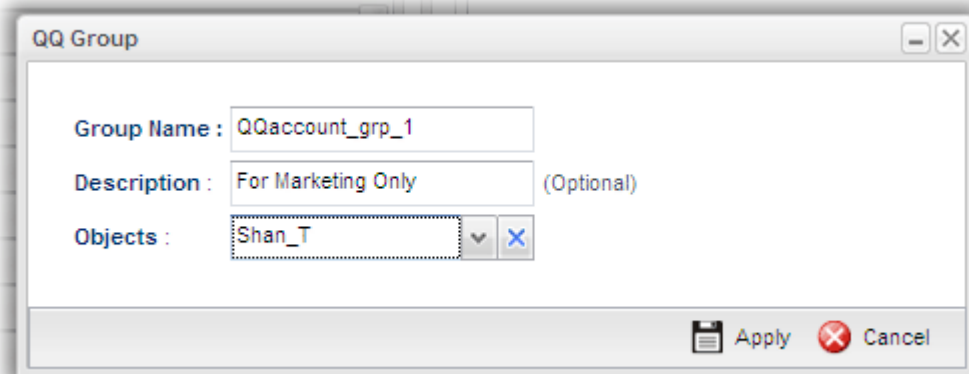 QQ Group
Group Name : QQaccount_grp_1
Description : For Marketing Only (Optional)
Objects : Shan_T
Apply Cancel